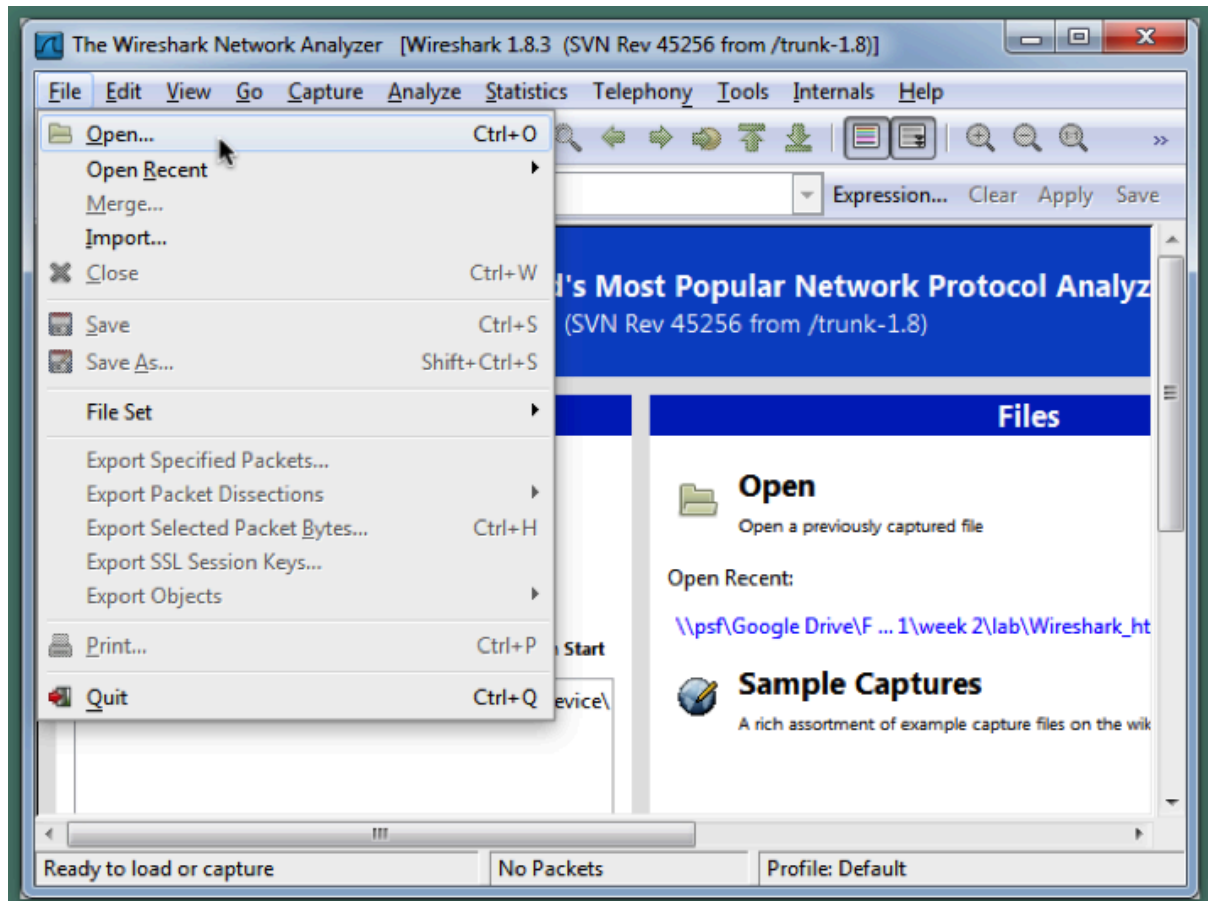 The Wireshark Network Analyzer [Wireshark 1.8.3 (SVN Rev 45256 from /trunk-1.8)]
File Edit View Go Capture Analyze Statistics Telephony Tools Internals Help
Open... Ctrl+O
Open Recent
Merge...
Import...
Close Ctrl+W
Save Ctrl+S
Save As... Shift+Ctrl+S
File Set
Export Specified Packets...
Export Packet Dissections
Export Selected Packet Bytes... Ctrl+H
Export SSL Session Keys...
Export Objects
Print... Ctrl+P
Quit Ctrl+Q
Expression... Clear Apply Save
's Most Popular Network Protocol Analyz
(SVN Rev 45256 from /trunk-1.8)
Start
evice\
Files
Open
Open a previously captured file
Open Recent:
\\psf\Google Drive\F ... 1\week 2\lab\Wireshark_ht
Sample Captures
A rich assortment of example capture files on the wik
Ready to load or capture No Packets Profile: Default